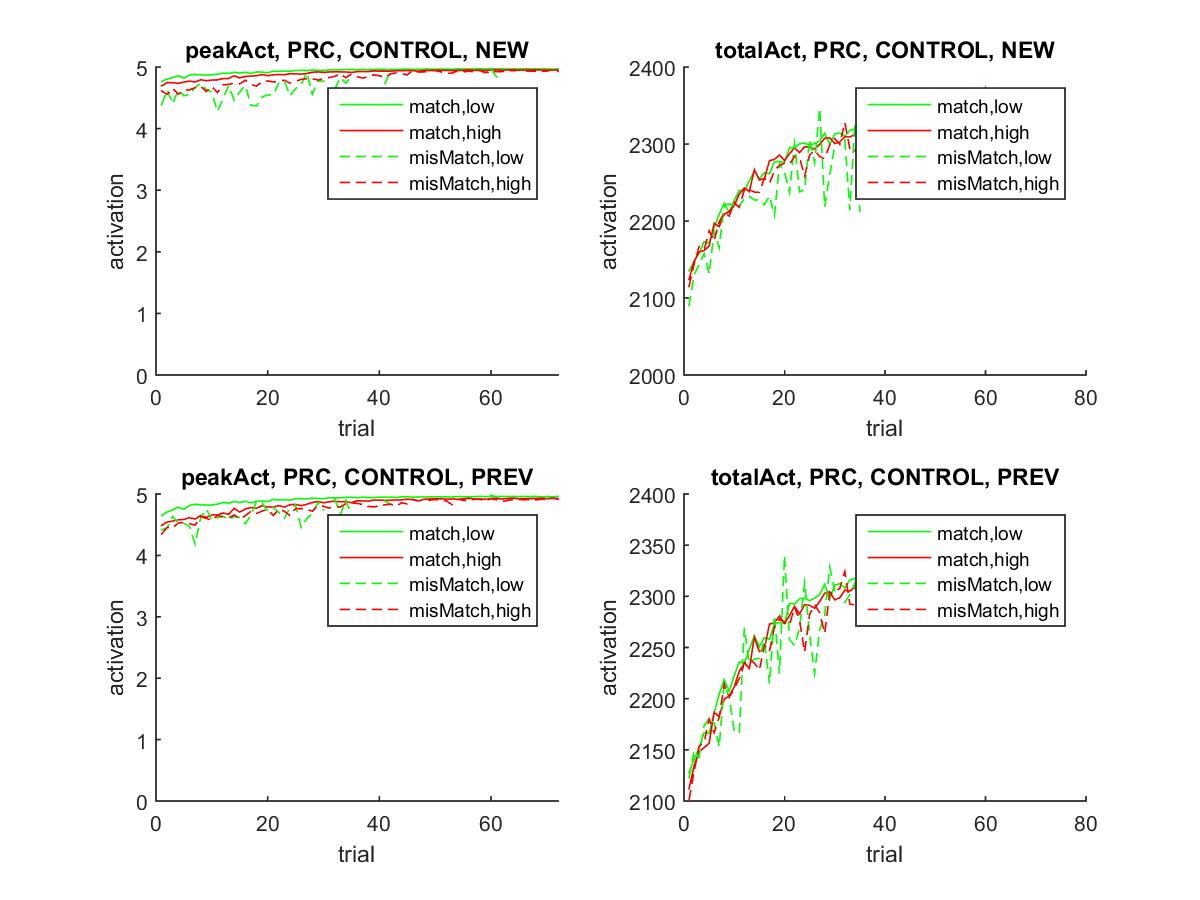 peakAct, PRC, CONTROL, NEW
5
4
3
2
1
0
activation
match,low
match,high
misMatch,low
misMatch,high
0 20 40 60
trial
totalAct, PRC, CONTROL, NEW
2400
2300
2200
2100
2000
activation
match,low
match,high
misMatch,low
misMatch,high
0 20 40 60 80
trial
peakAct, PRC, CONTROL, PREV
5
4
3
2
1
0
activation
match,low
match,high
misMatch,low
misMatch,high
0 20 40 60
trial
totalAct, PRC, CONTROL, PREV
2400
2350
2300
2250
2200
2150
2100
activation
match,low
match,high
misMatch,low
misMatch,high
0 20 40 60 80
trial